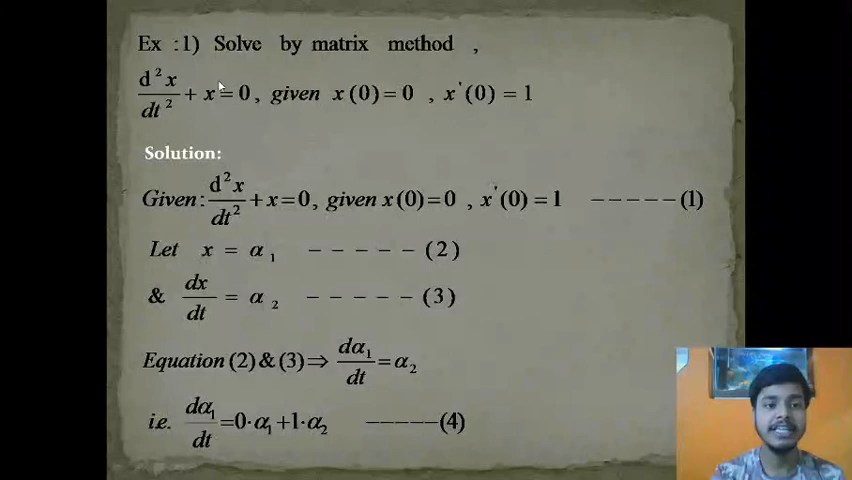 Ex :1) Solve by matrix method ,
d²x/dt² + x = 0 , given x (0) = 0 , x'(0) = 1
Solution:
Given: d²x/dt² + x = 0 , given x (0) = 0 , x'(0) = 1 − − − − − (1)
Let x = α₁ − − − − − (2)
& dx/dt = α₂ − − − − − (3)
Equation (2) & (3) ⇒ dα₁/dt = α₂
i.e. dα₁/dt = 0·α₁ + 1·α₂ −−−−−(4)